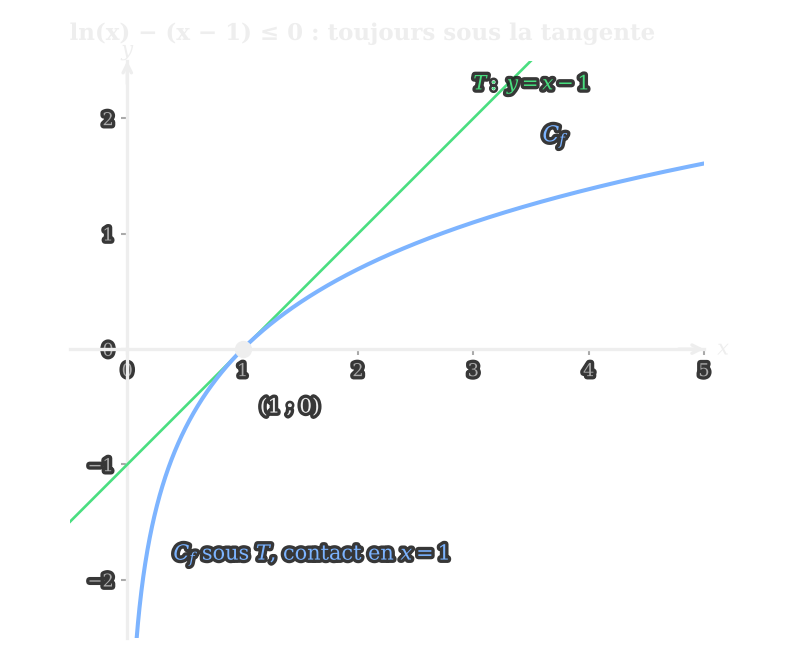 ln(x) − (x − 1) ≤ 0 : toujours sous la tangente
y
T : y = x − 1
C_f
2
1
0
−1
−2
0 1 2 3 4 5
x
(1 ; 0)
C_f sous T, contact en x = 1